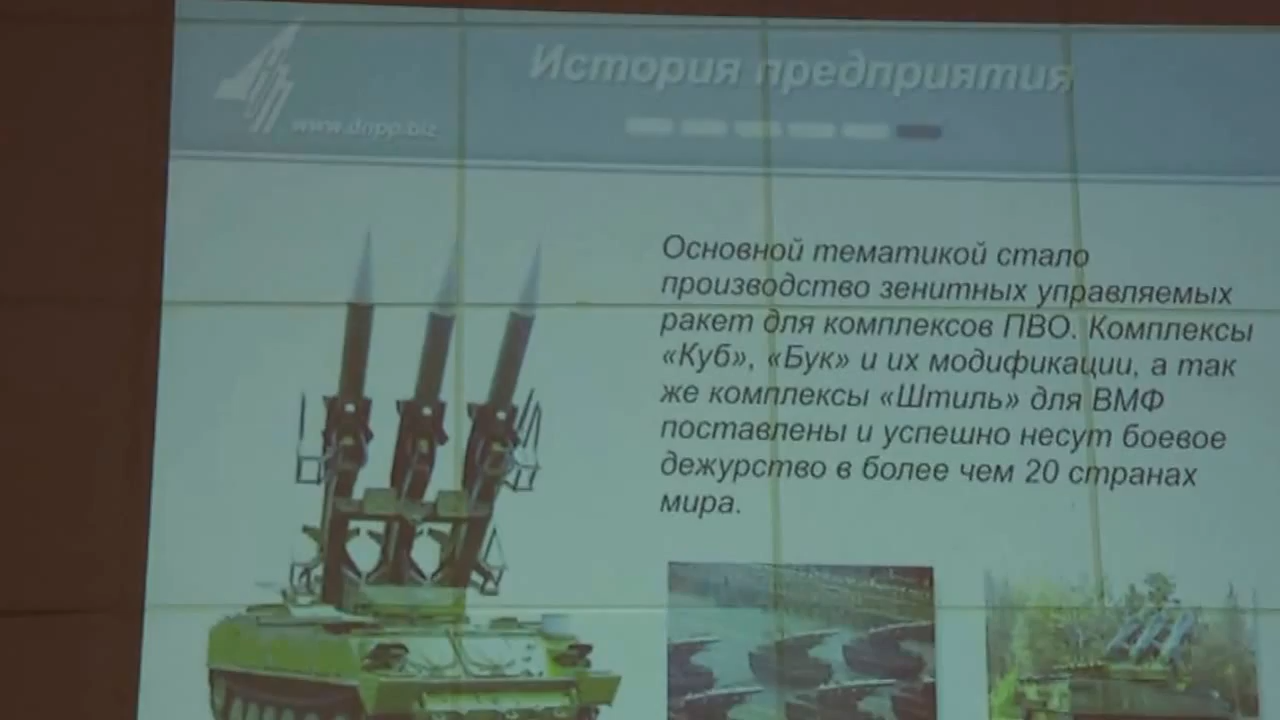 История предприятия
www.dnpp.biz
Основной тематикой стало
производство зенитных управляемых
ракет для комплексов ПВО. Комплексы
«Куб», «Бук» и их модификации, а так
же комплексы «Штиль» для ВМФ
поставлены и успешно несут боевое
дежурство в более чем 20 странах
мира.